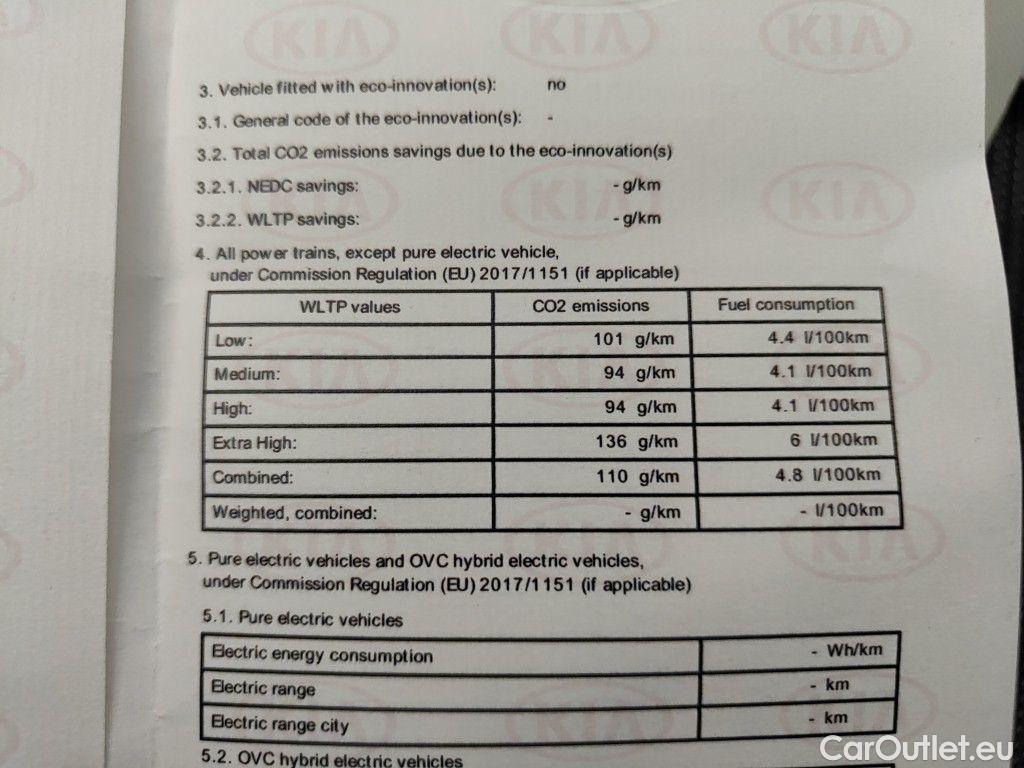 KIA KIA KIA
3. Vehicle fitted with eco-innovation(s): no
3.1. General code of the eco-innovation(s): -
3.2. Total CO2 emissions savings due to the eco-innovation(s)
3.2.1. NEDC savings: - g/km
3.2.2. WLTP savings: - g/km
4. All power trains, except pure electric vehicle,
under Commission Regulation (EU) 2017/1151 (if applicable)
WLTP values CO2 emissions Fuel consumption
Low: 101 g/km 4.4 l/100km
Medium: 94 g/km 4.1 l/100km
High: 94 g/km 4.1 l/100km
Extra High: 136 g/km 6 l/100km
Combined: 110 g/km 4.8 l/100km
Weighted, combined: - g/km - l/100km
5. Pure electric vehicles and OVC hybrid electric vehicles,
under Commission Regulation (EU) 2017/1151 (if applicable)
5.1. Pure electric vehicles
Electric energy consumption - Wh/km
Electric range - km
Electric range city - km
5.2. OVC hybrid electric vehicles
CarOutlet.eu